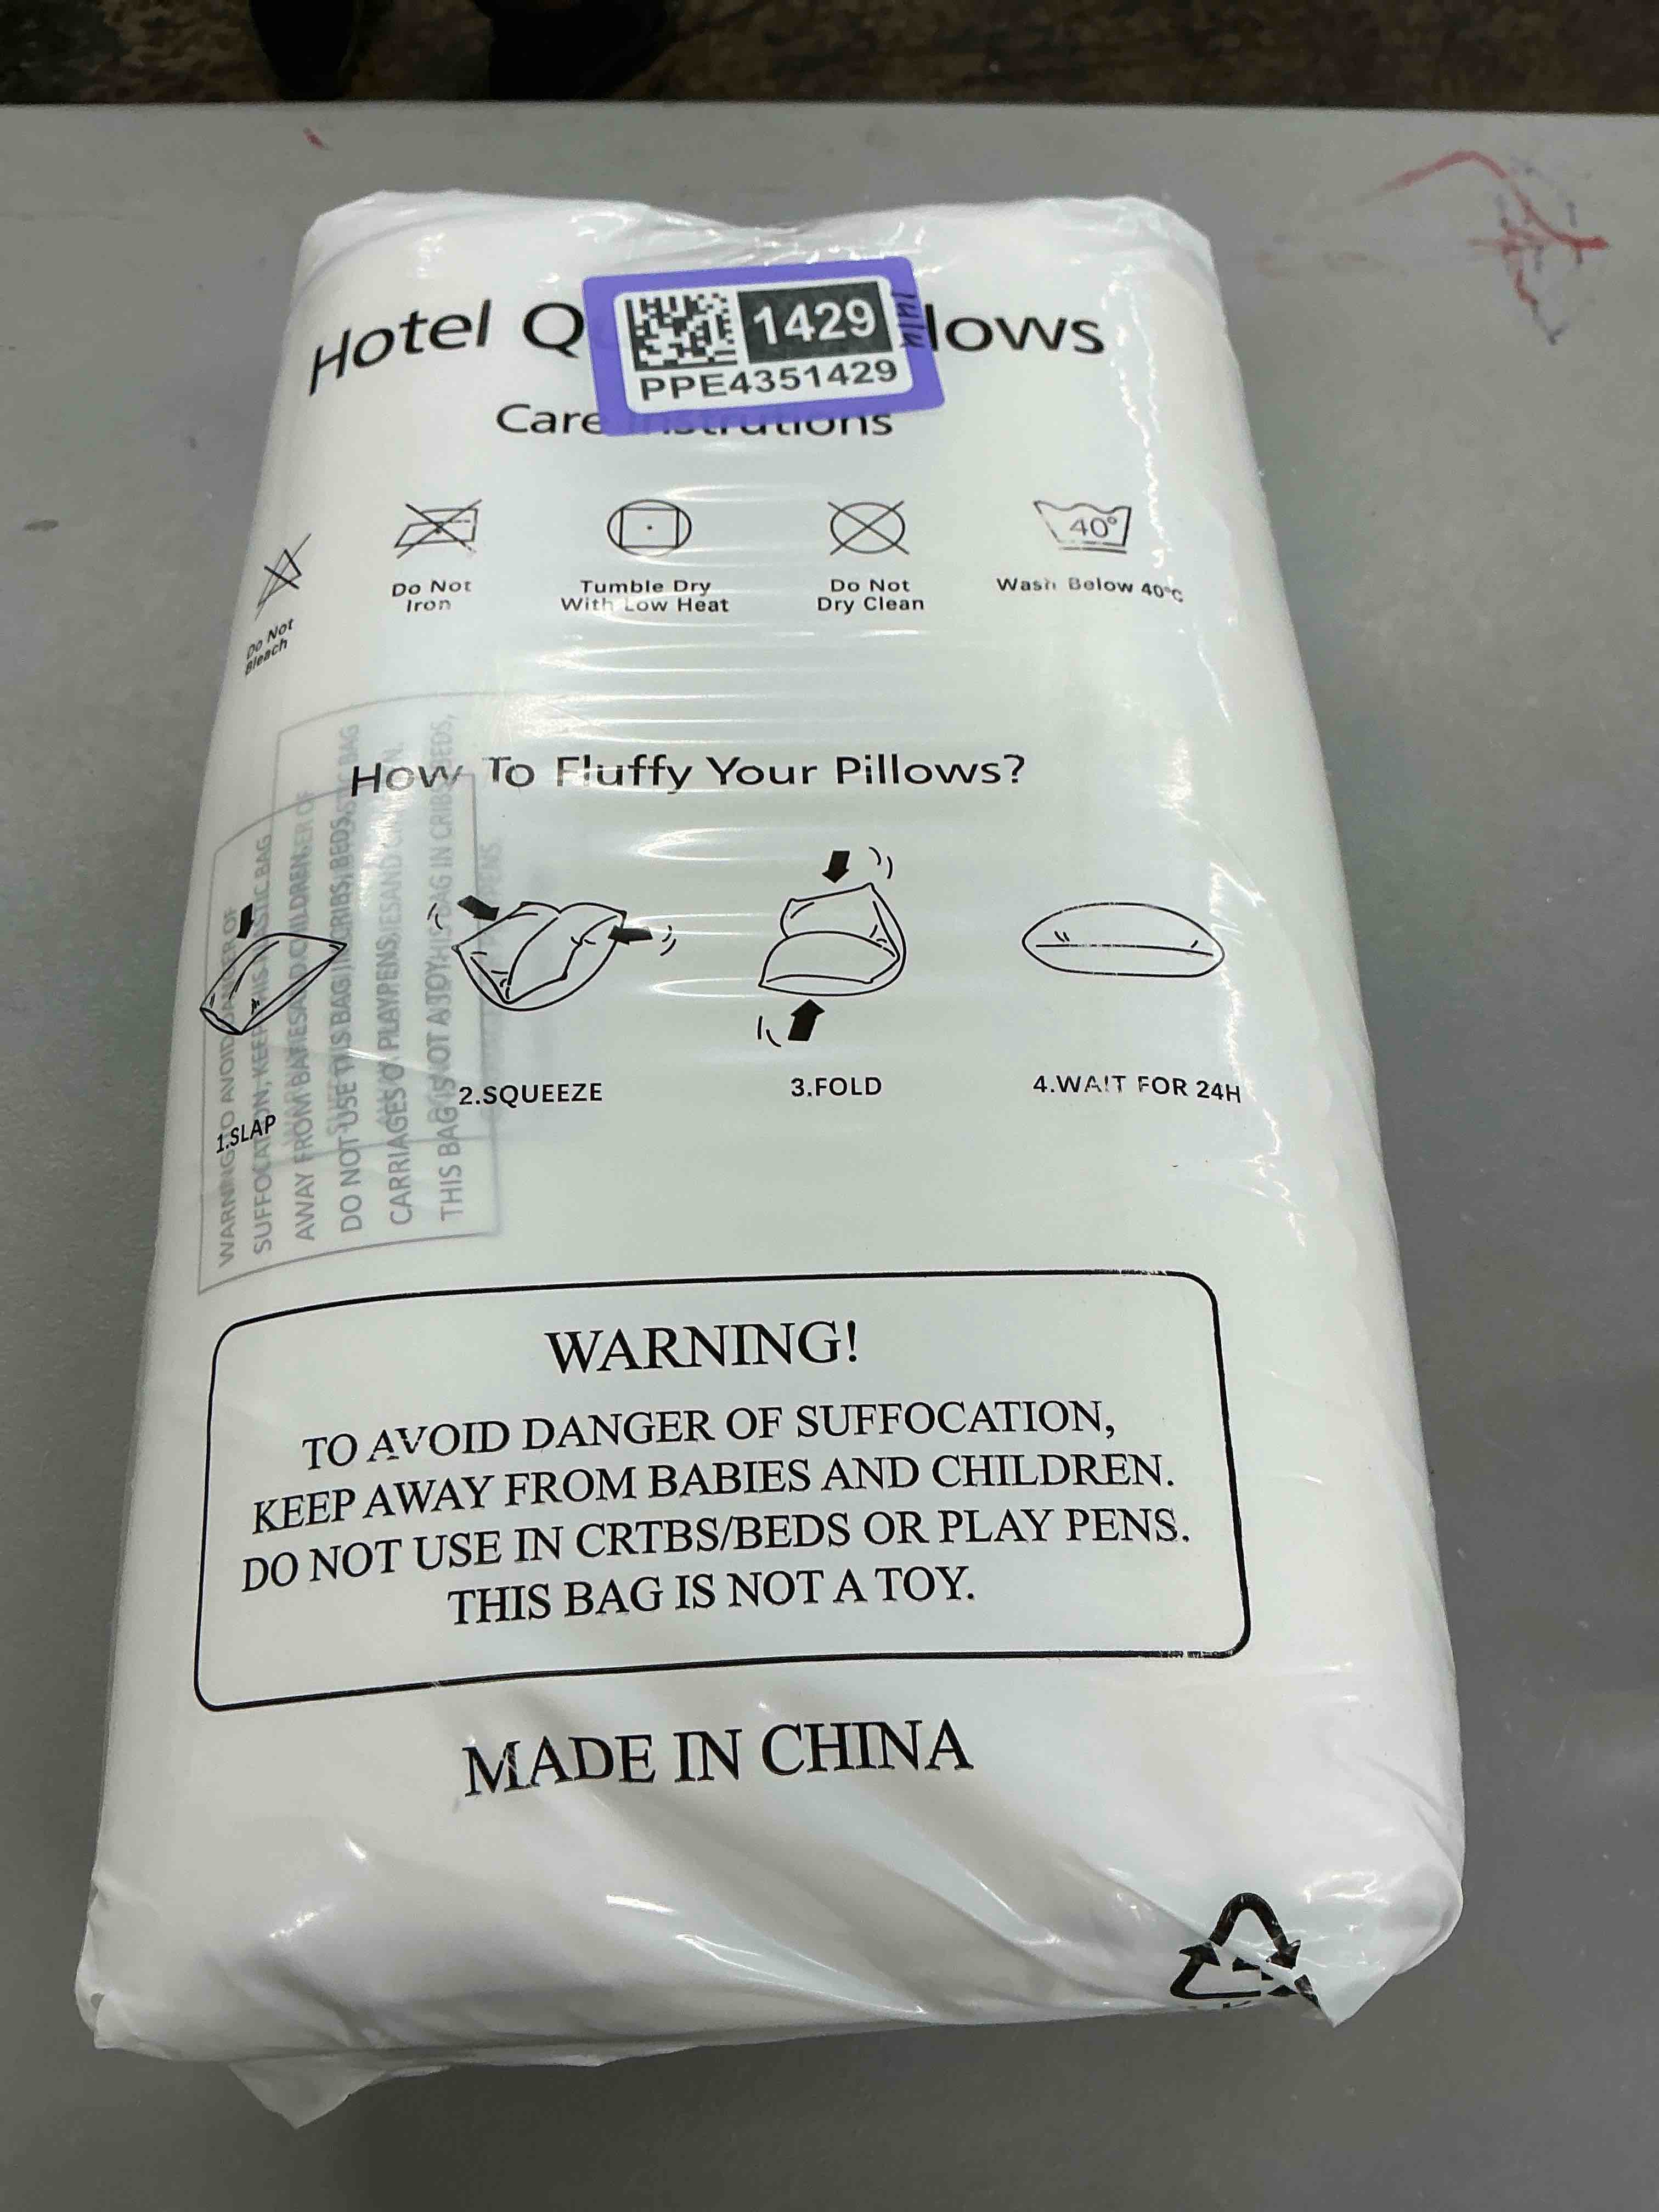 Hotel Q lows
1429
PPE4351429
Care Instrutions
Do Not
Bleach
Do Not
Iron
Tumble Dry
With Low Heat
Do Not
Dry Clean
40°
Wash Below 40°C
How To Fluffy Your Pillows?
1.SLAP
2.SQUEEZE
3.FOLD
4.WAIT FOR 24H
WARNING!
TO AVOID DANGER OF SUFFOCATION,
KEEP AWAY FROM BABIES AND CHILDREN.
DO NOT USE IN CRTBS/BEDS OR PLAY PENS.
THIS BAG IS NOT A TOY.
MADE IN CHINA